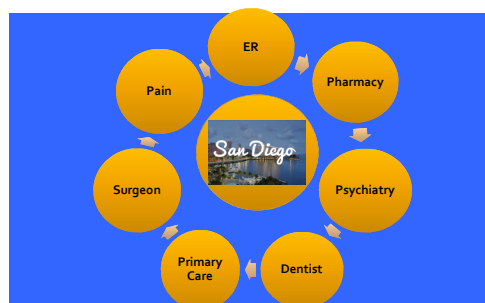 ER
Pharmacy
Psychiatry
Dentist
Primary
Care
Surgeon
Pain
San Diego